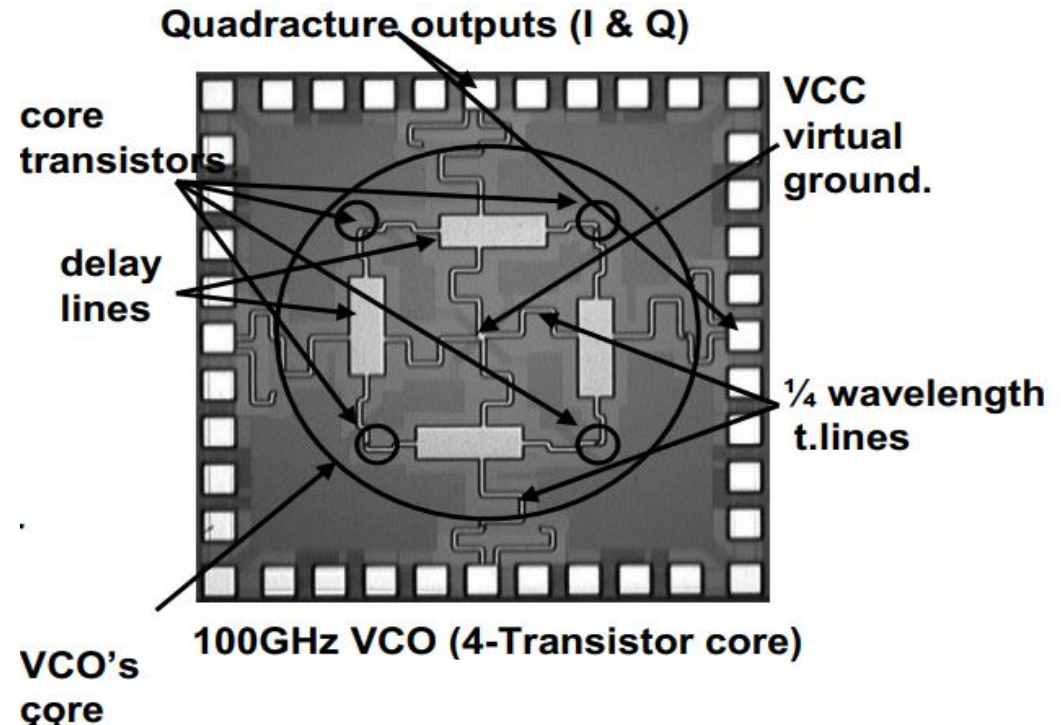 Quadracture outputs (I & Q)
core
transistors
delay
lines
VCC
virtual
ground.
¼ wavelength
t.lines
100GHz VCO (4-Transistor core)
VCO's
core